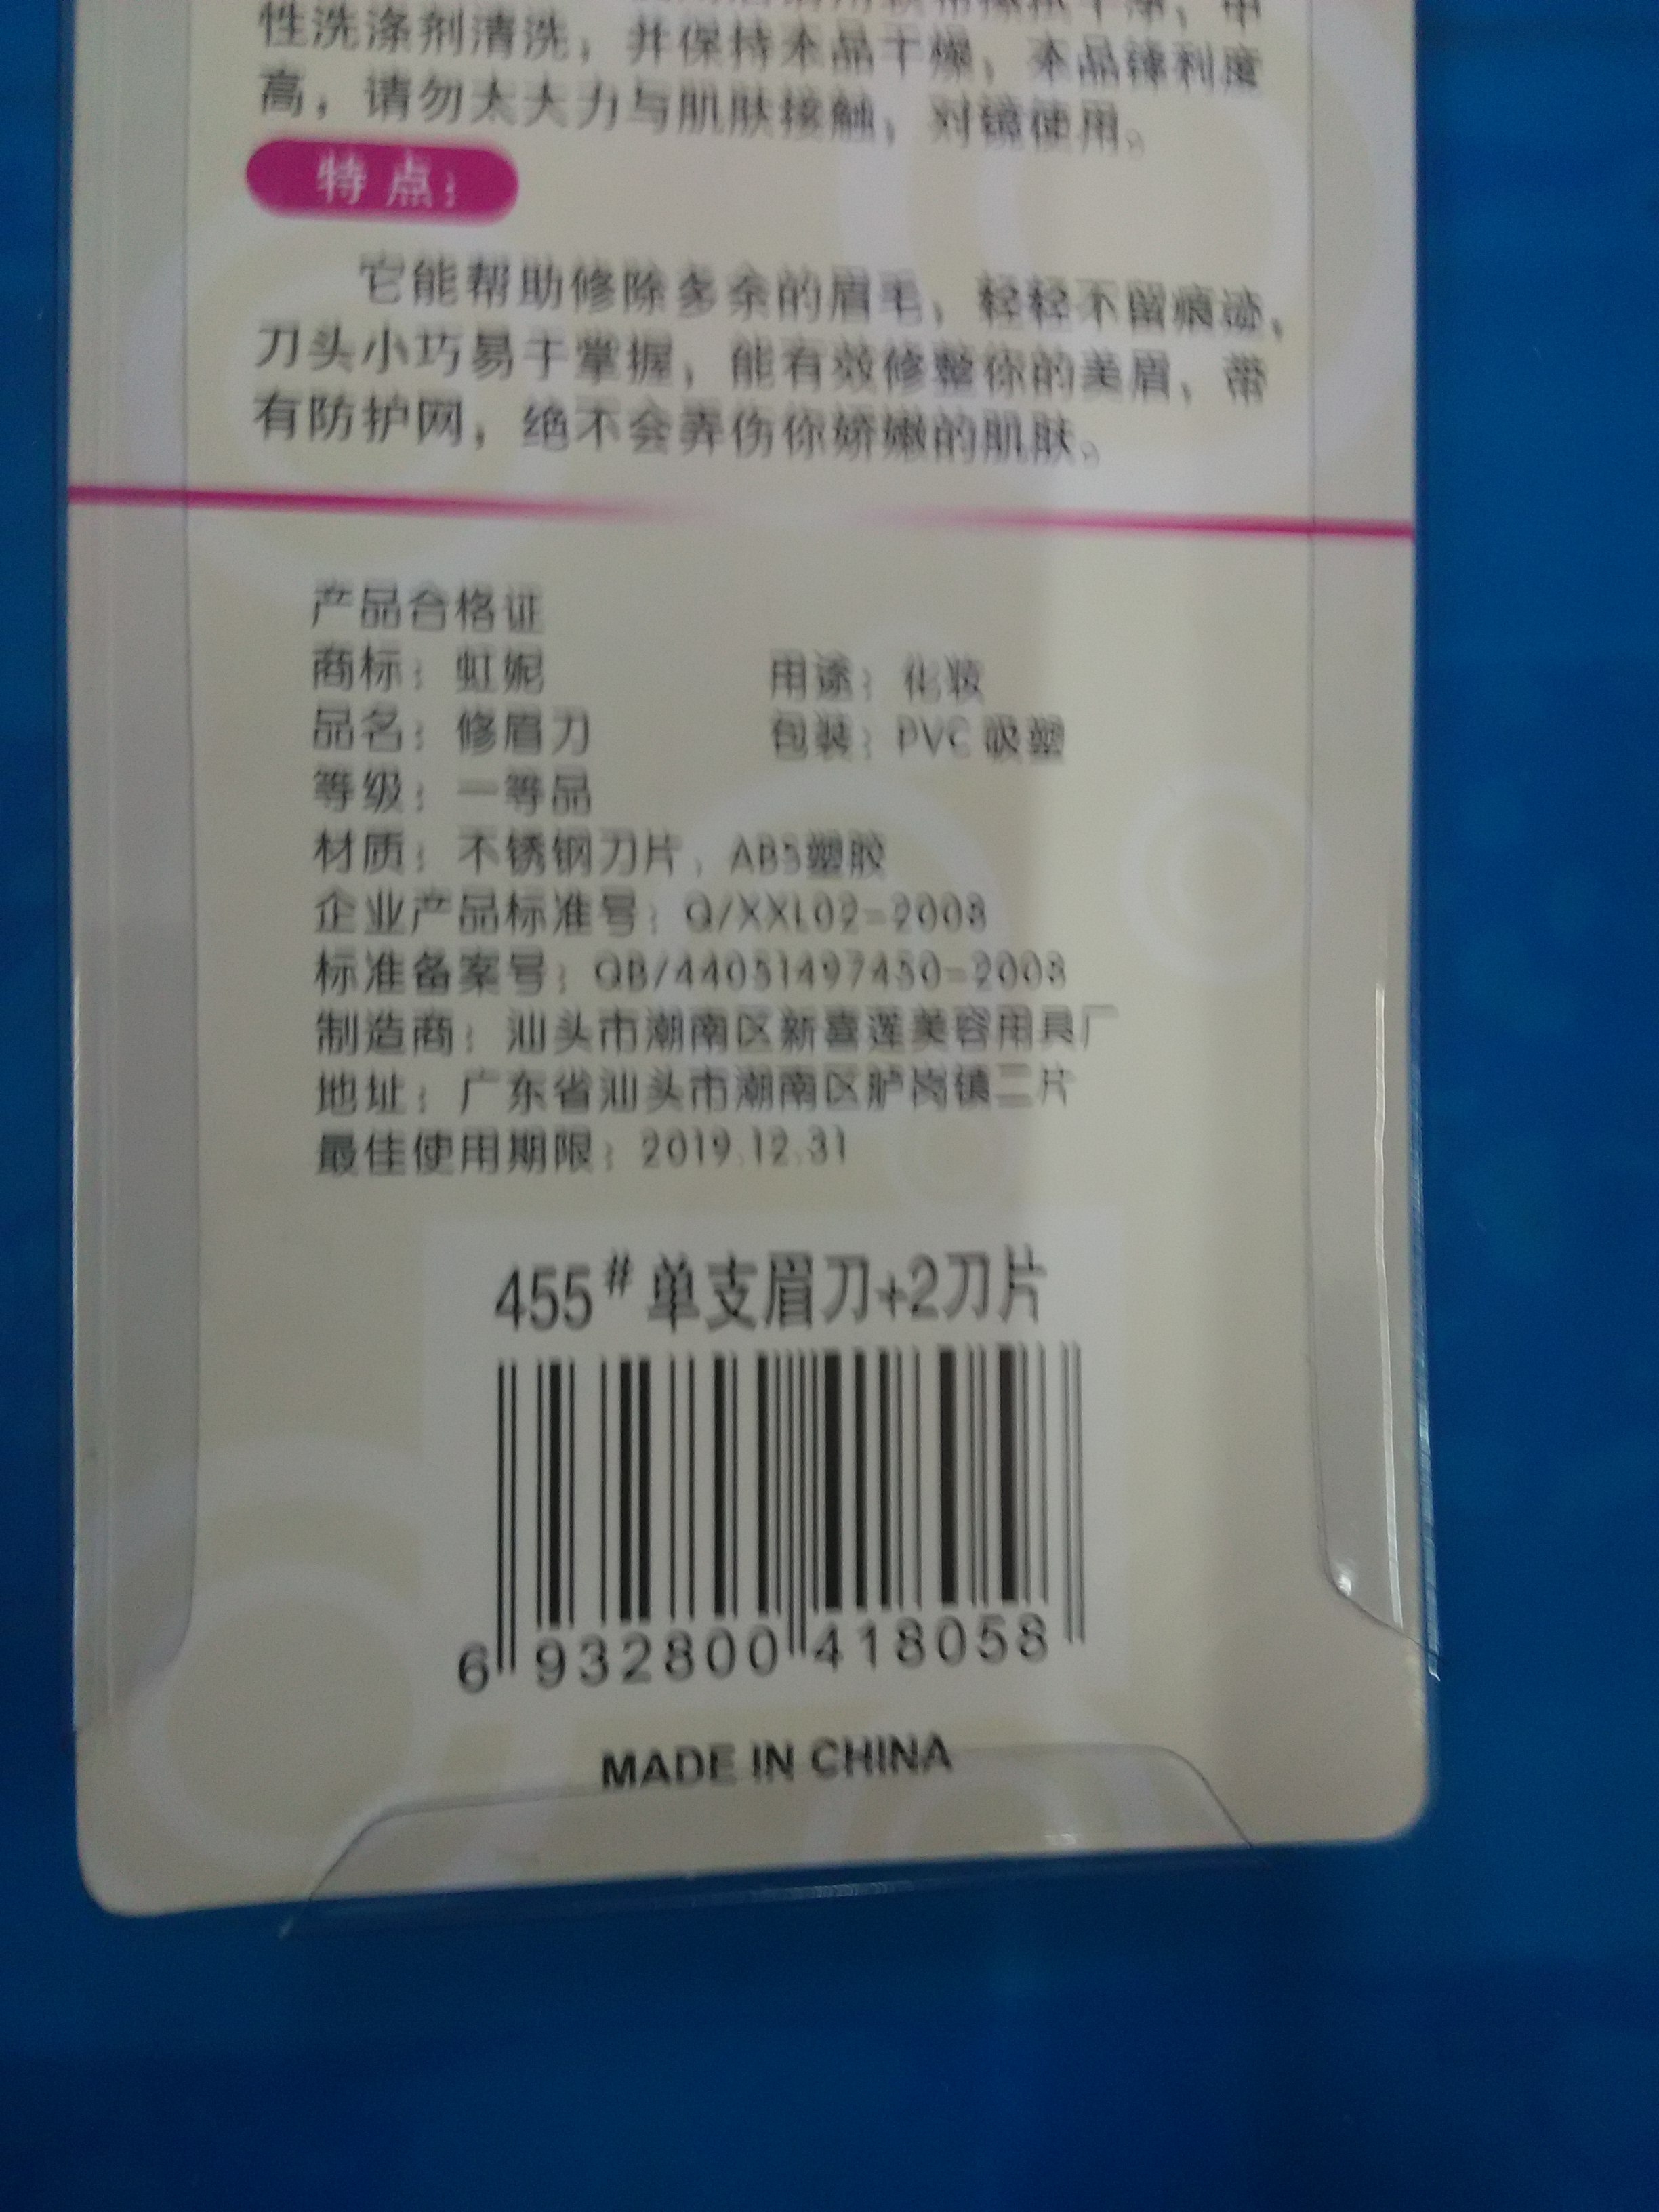 性洗涤剂清洗，并保持本品干燥，本品锋利度
高，请勿太大力与肌肤接触，对镜使用。
特点：
它能帮助修除多余的眉毛，轻轻不留痕迹，
刀头小巧易于掌握，能有效修整你的美眉，带
有防护网，绝不会弄伤你娇嫩的肌肤。
产品合格证
商标：虹妮 用途：化妆
品名：修眉刀 包装：PVC 吸塑
等级：一等品
材质：不锈钢刀片，ABS塑胶
企业产品标准号：Q/XXL02-2008
标准备案号：QB/44051497450-2008
制造商：汕头市潮南区新喜莲美容用具厂
地址：广东省汕头市潮南区胪岗镇二片
最佳使用期限：2019.12.31
455#单支眉刀+2刀片
6 932800 418058
MADE IN CHINA